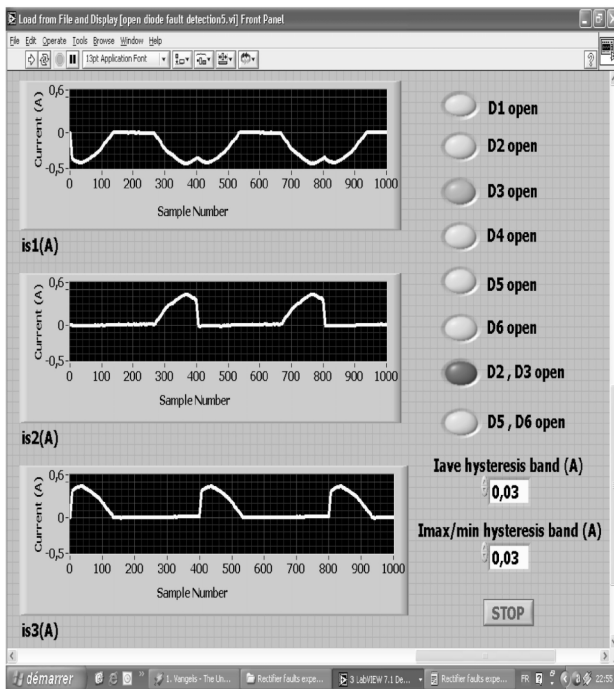 Load from File and Display [open diode fault detection5.vi] Front Panel
File Edit Operate Tools Browse Window Help
13pt Application Font
Current (A)
0,6
0
-0,5
0 100 200 300 400 500 600 700 800 900 1000
Sample Number
is1(A)
Current (A)
0,6
0
-0,5
0 100 200 300 400 500 600 700 800 900 1000
Sample Number
is2(A)
Current (A)
0,6
0
-0,5
0 100 200 300 400 500 600 700 800 900 1000
Sample Number
is3(A)
D1 open
D2 open
D3 open
D4 open
D5 open
D6 open
D2 , D3 open
D5 , D6 open
Iave hysteresis band (A)
0,03
Imax/min hysteresis band (A)
0,03
STOP
démarrer
1. Vangelis - The Un...
Rectifier faults expe...
3 LabVIEW 7.1 De...
Rectifier faults expe...
FR